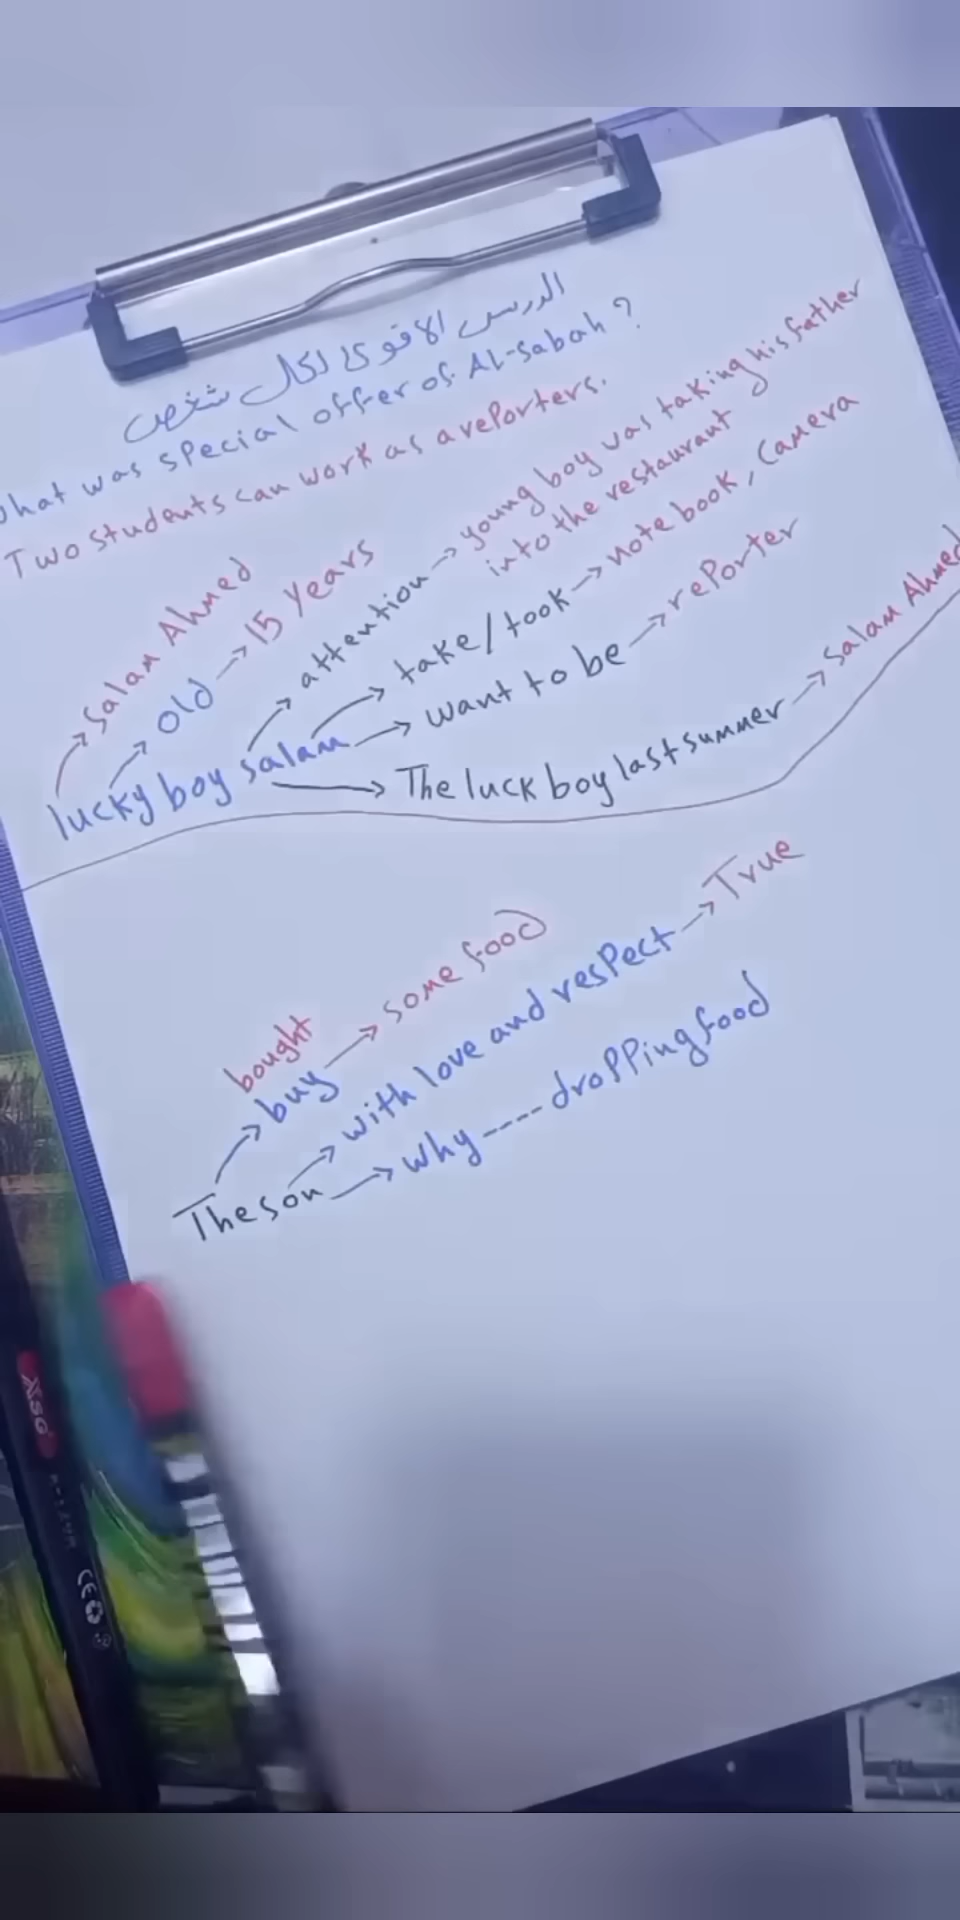 الدرس الاقوى لكل شخص
What was special offer of AL-Sabah?
Two students can work as a reporters.
Salam Ahmed
old → 15 years
attention → young boy was taking his father
into the restaurant
take/took → note book, camera
want to be → reporter
lucky boy salam
The luck boy last summer → salam Ahmed
bought
buy → some food
with love and respect → True
The son → why ---- dropping food
XSG
CE